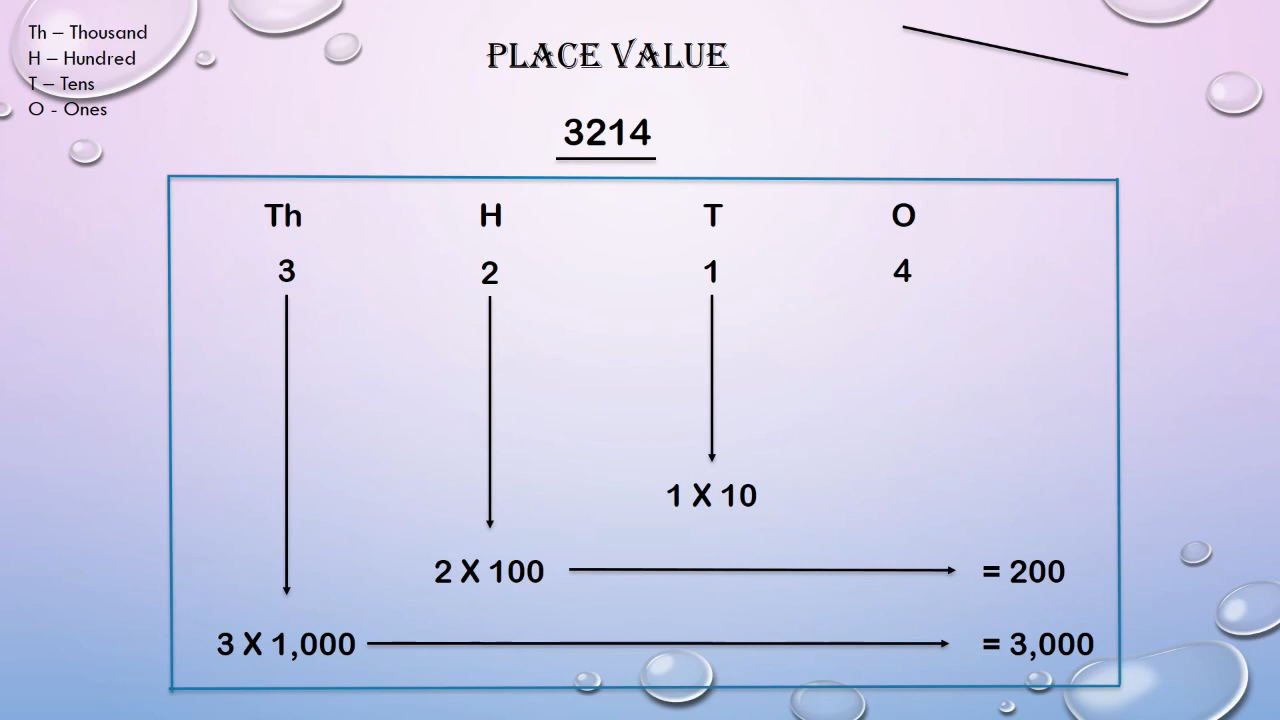 Th – Thousand
H – Hundred
T – Tens
O - Ones
PLACE VALUE
3214
Th H T O
3 2 1 4
1 X 10
2 X 100 = 200
3 X 1,000 = 3,000